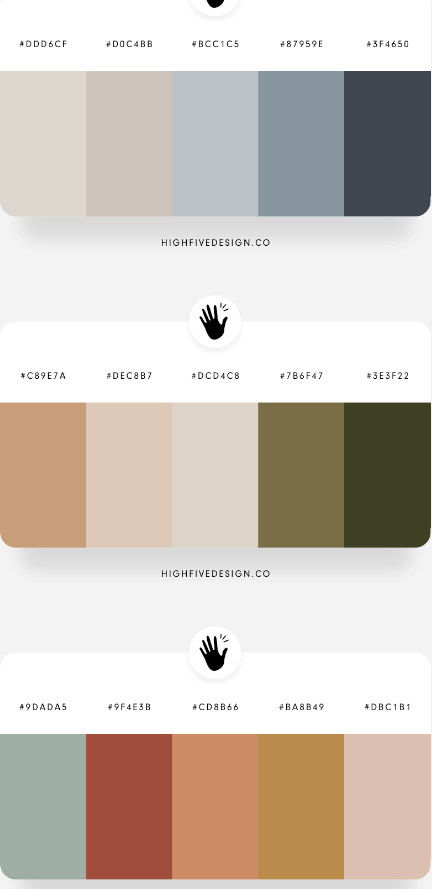 #DDD6CF #D0C4BB #BCC1C5 #87959E #3F4650
HIGHFIVEDESIGN.CO
#C89E7A #DEC8B7 #DCD4C8 #7B6F47 #3E3F22
HIGHFIVEDESIGN.CO
#9DADA5 #9F4E3B #CD8B66 #BA8B49 #DBC1B1